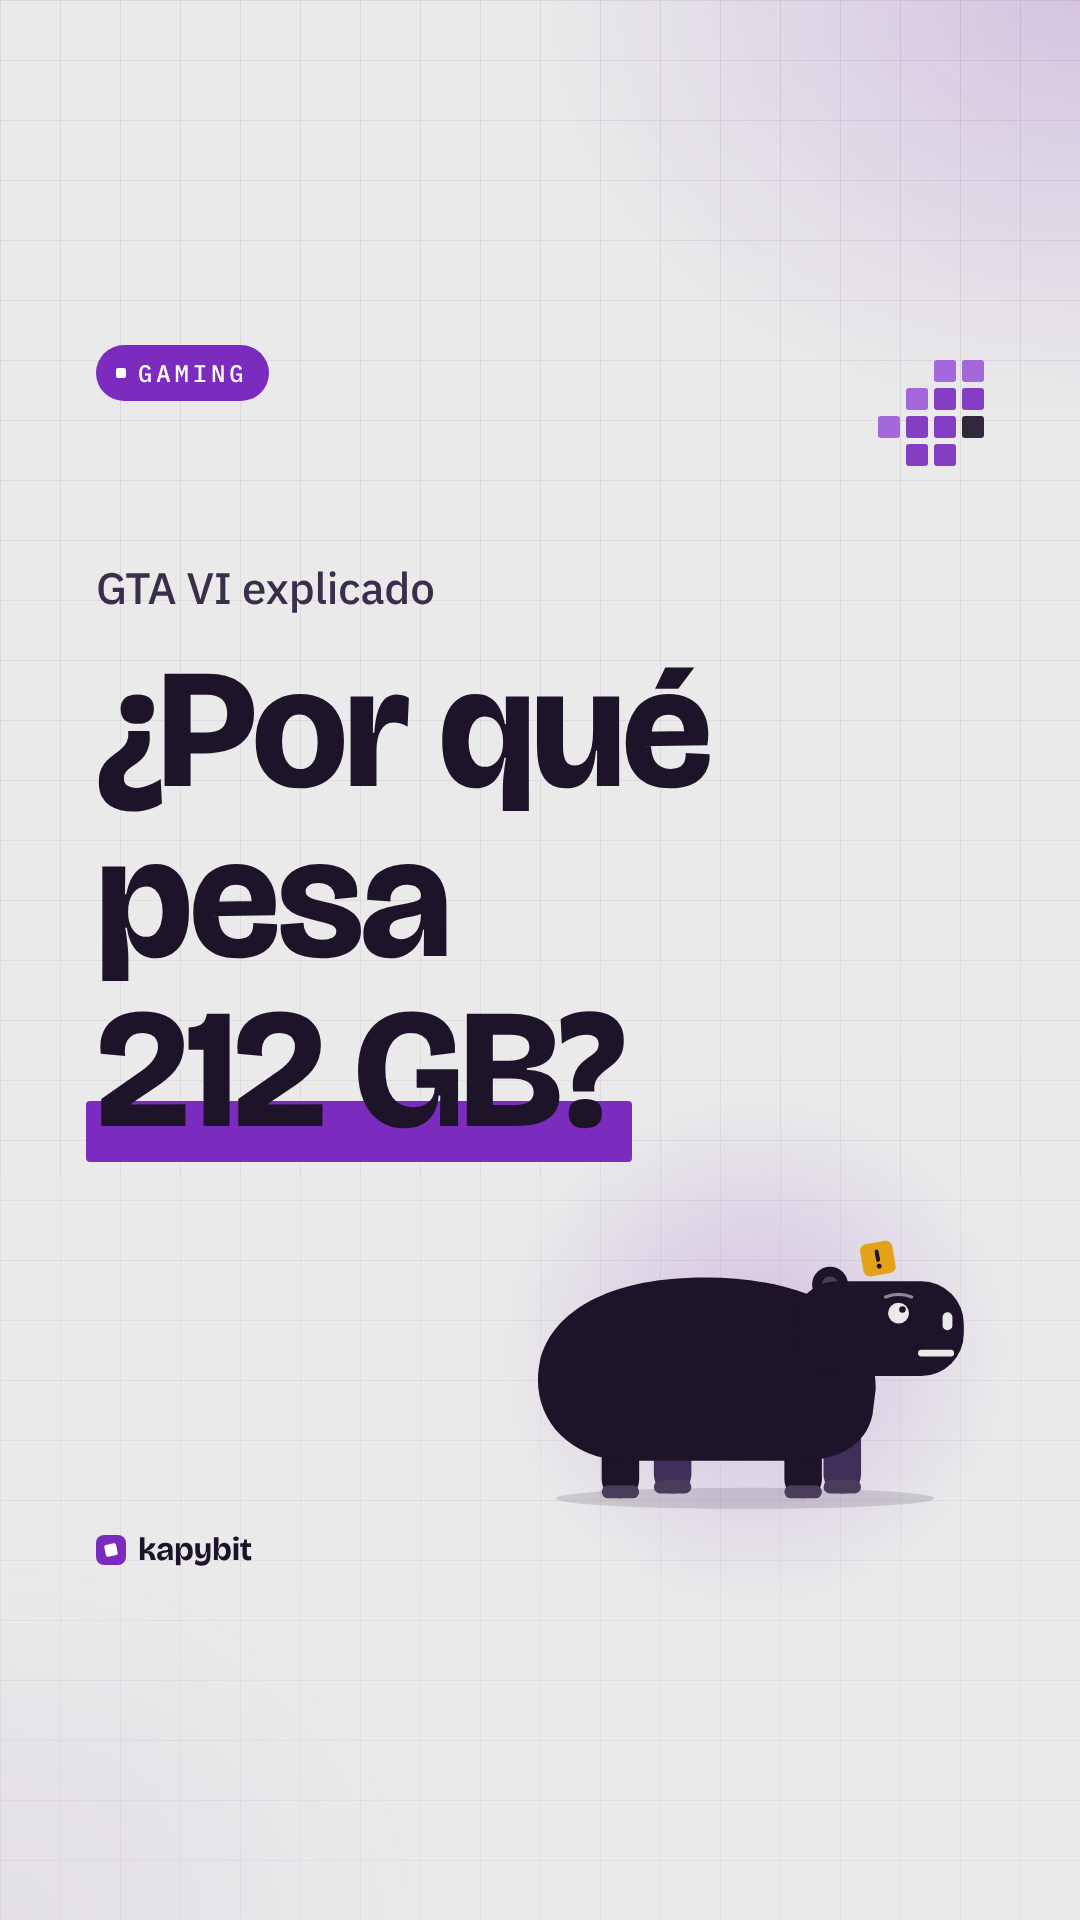 GAMING
GTA VI explicado
¿Por qué
pesa
212 GB?
!
kapybit